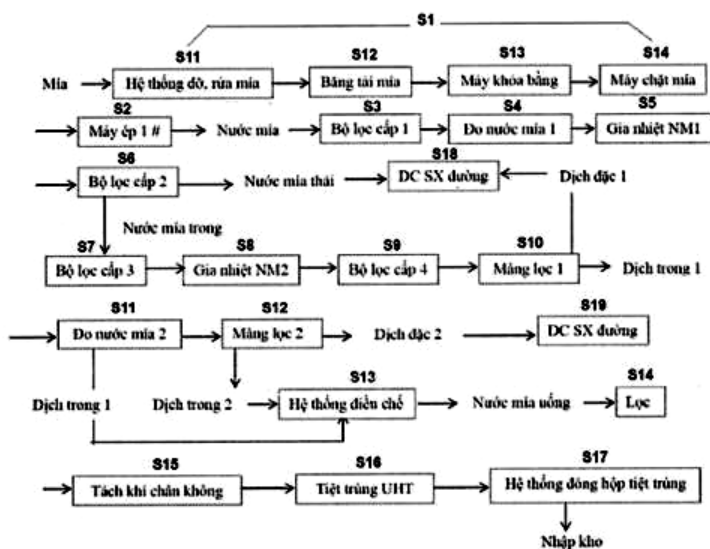 S1
S11 S12 S13 S14
Mía Hệ thống dỡ, rửa mía Băng tải mía Máy khỏa bằng Máy chặt mía
S2 S3 S4 S5
Máy ép 1 # Nước mía Bộ lọc cấp 1 Đo nước mía 1 Gia nhiệt NM1
S6 S18
Bộ lọc cấp 2 Nước mía thải DC SX đường Dịch đặc 1
Nước mía trong
S7 S8 S9 S10
Bộ lọc cấp 3 Gia nhiệt NM2 Bộ lọc cấp 4 Màng lọc 1 Dịch trong 1
S11 S12 S19
Đo nước mía 2 Màng lọc 2 Dịch đặc 2 DC SX đường
S13 S14
Dịch trong 1 Dịch trong 2 Hệ thống điều chế Nước mía uống Lọc
S15 S16 S17
Tách khí chân không Tiệt trùng UHT Hệ thống đóng hộp tiệt trùng
Nhập kho